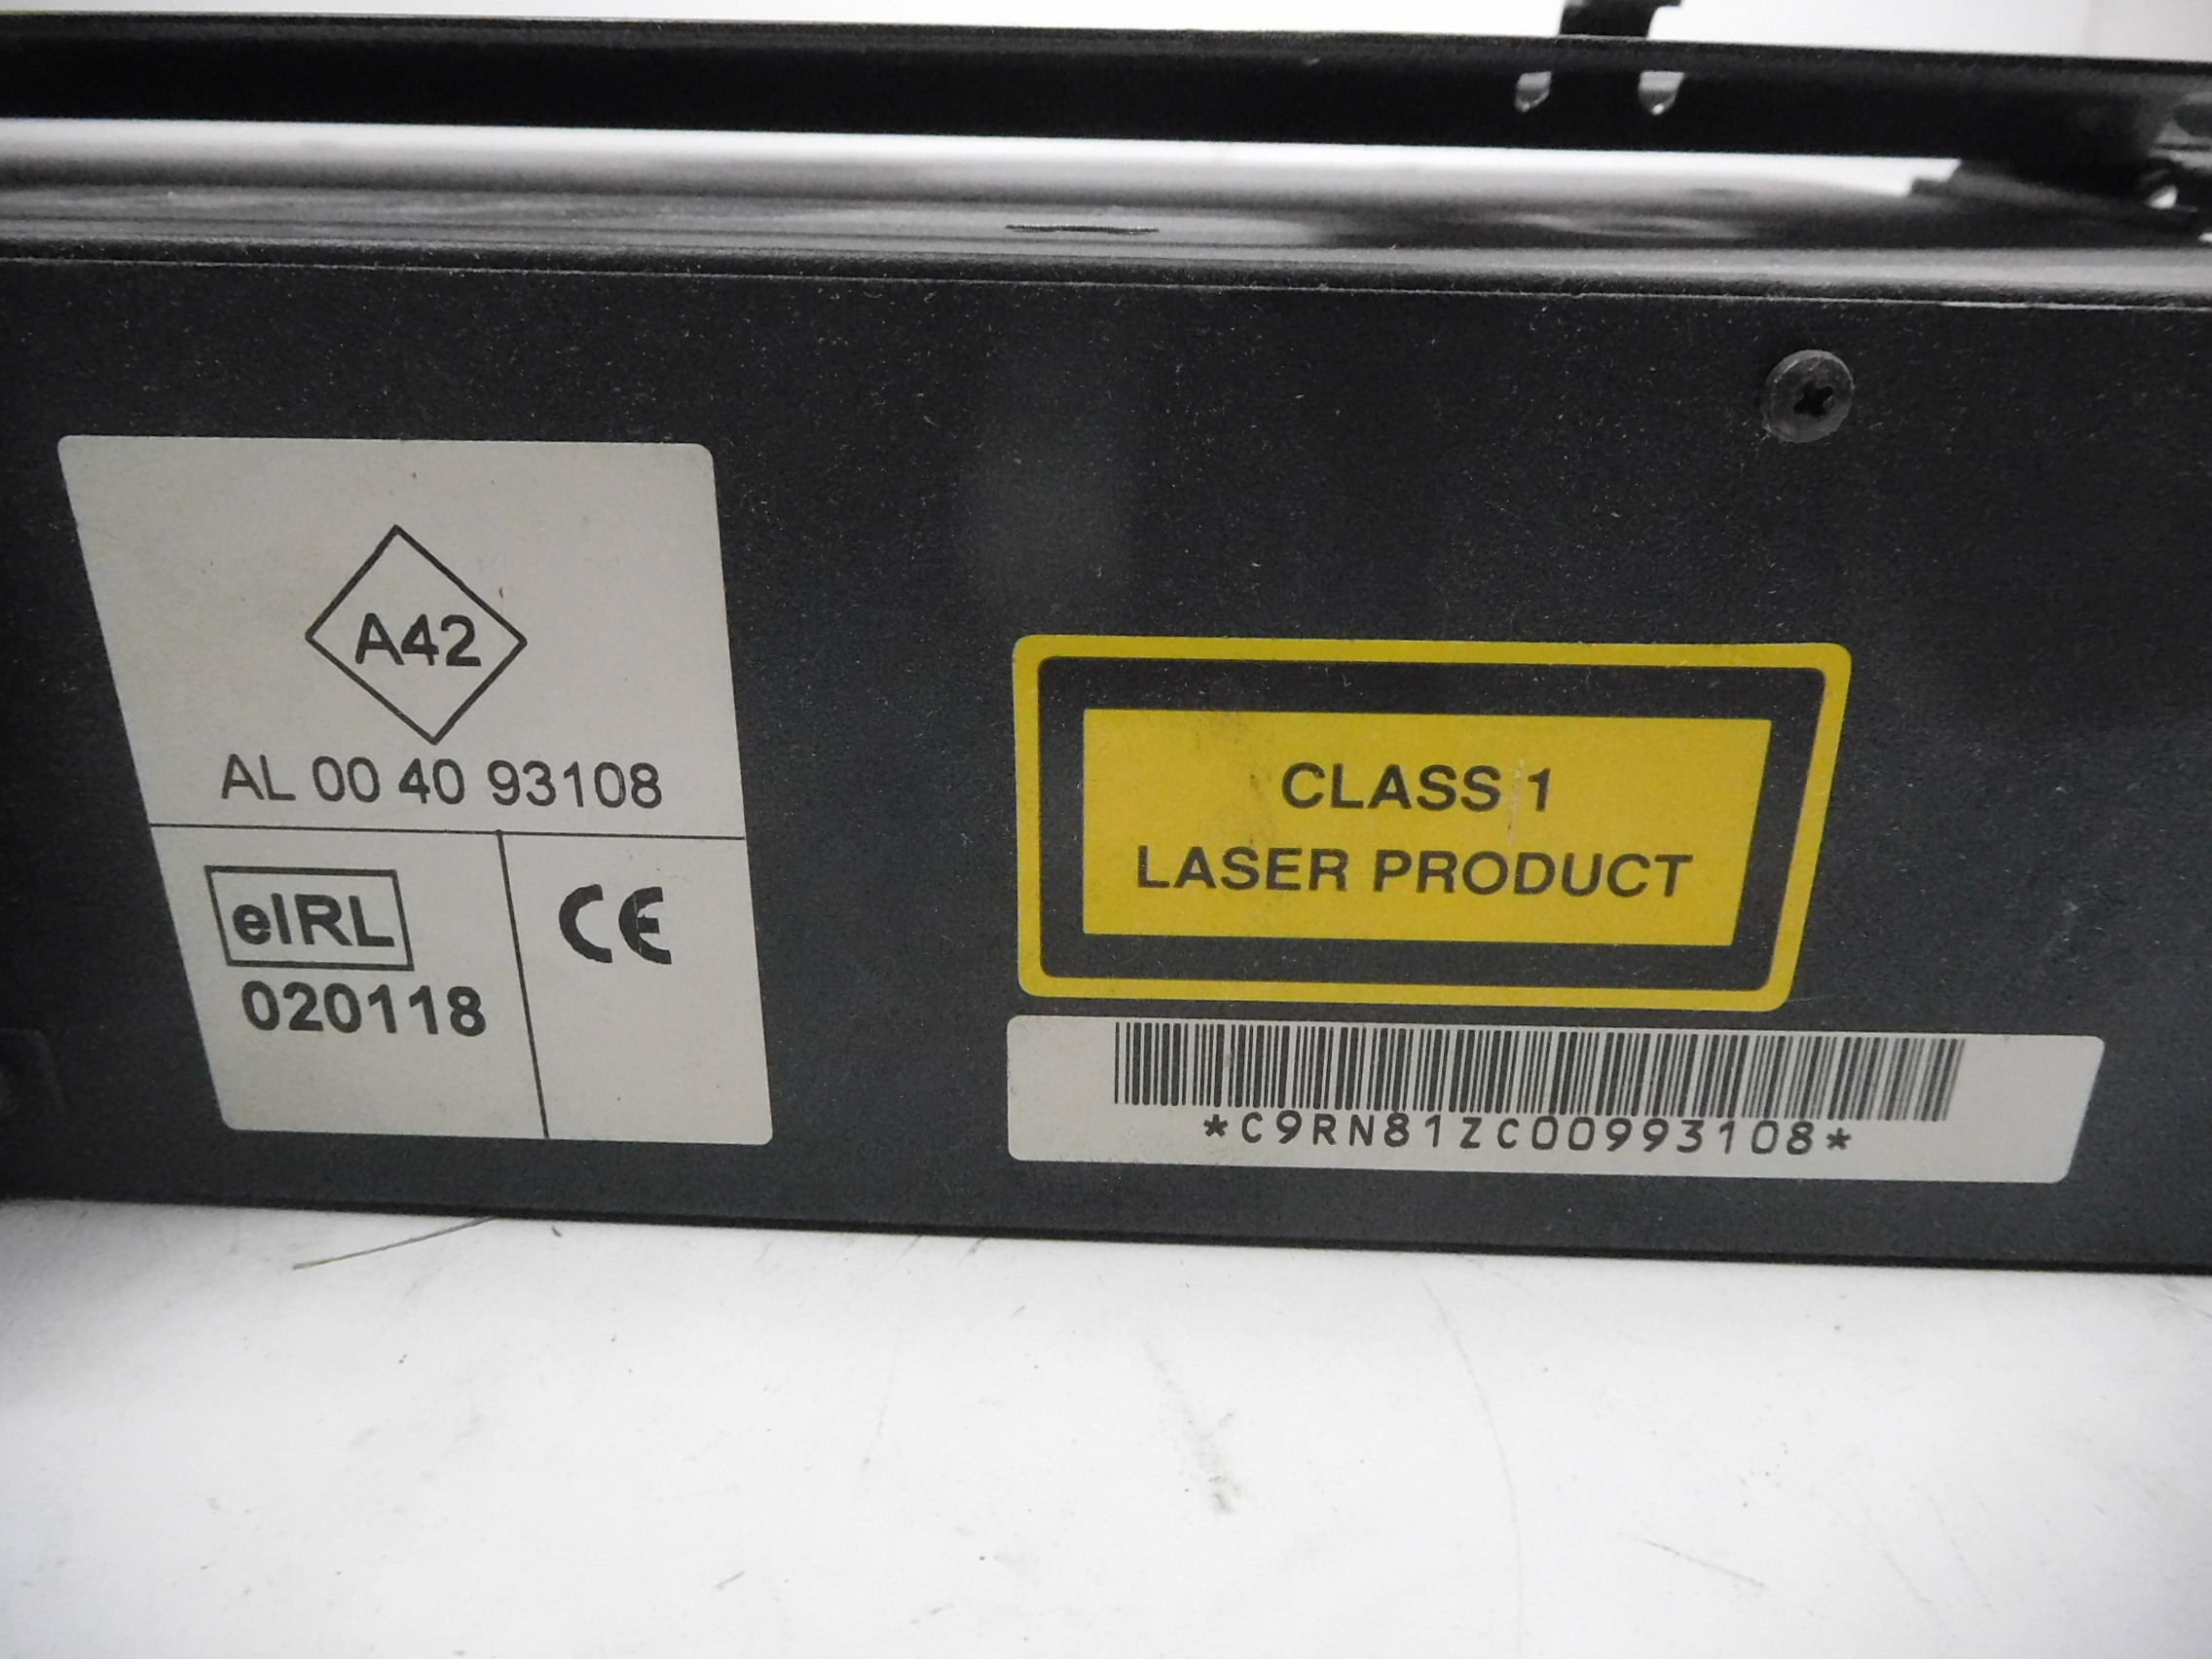 A42
AL 00 40 93108
eIRL
020118
CE
CLASS 1
LASER PRODUCT
*C9RN81ZC00993108*